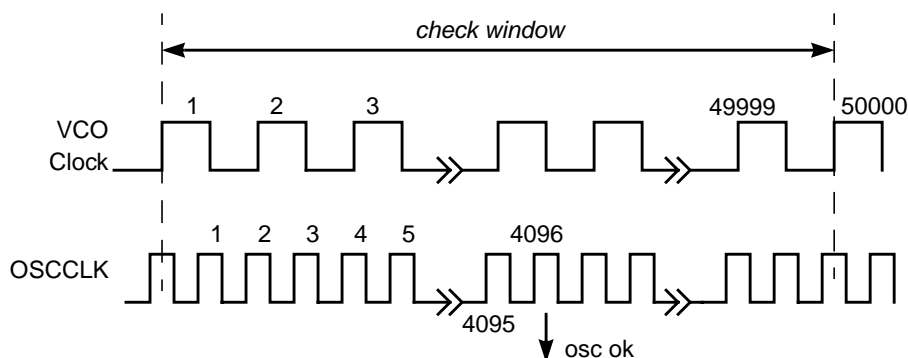 check window
1 2 3 49999 50000
VCO
Clock
1 2 3 4 5 4096
OSCCLK
4095
osc ok